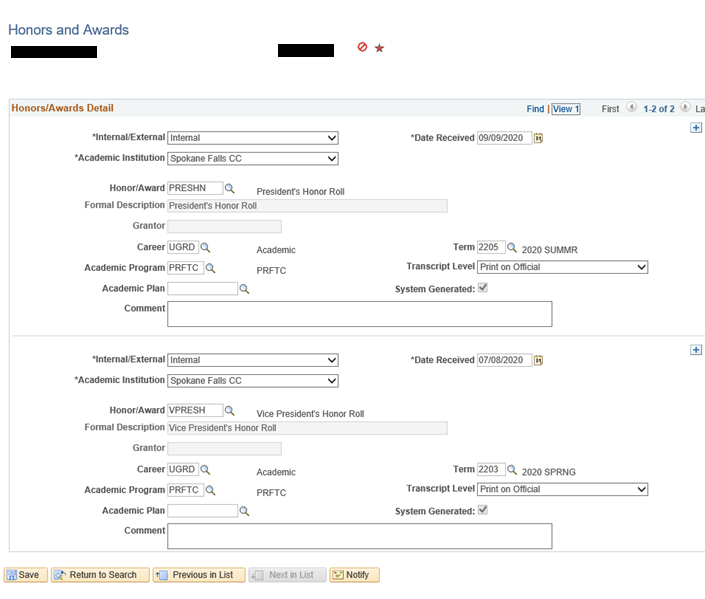 Honors and Awards
Honors/Awards Detail Find | View 1 First 1-2 of 2 La
*Internal/External Internal *Date Received 09/09/2020
*Academic Institution Spokane Falls CC
Honor/Award PRESHN President's Honor Roll
Formal Description President's Honor Roll
Grantor
Career UGRD Academic Term 2205 2020 SUMMR
Academic Program PRFTC PRFTC Transcript Level Print on Official
Academic Plan System Generated:
Comment
*Internal/External Internal *Date Received 07/08/2020
*Academic Institution Spokane Falls CC
Honor/Award VPRESH Vice President's Honor Roll
Formal Description Vice President's Honor Roll
Grantor
Career UGRD Academic Term 2203 2020 SPRNG
Academic Program PRFTC PRFTC Transcript Level Print on Official
Academic Plan System Generated:
Comment
Save Return to Search Previous in List Next in List Notify